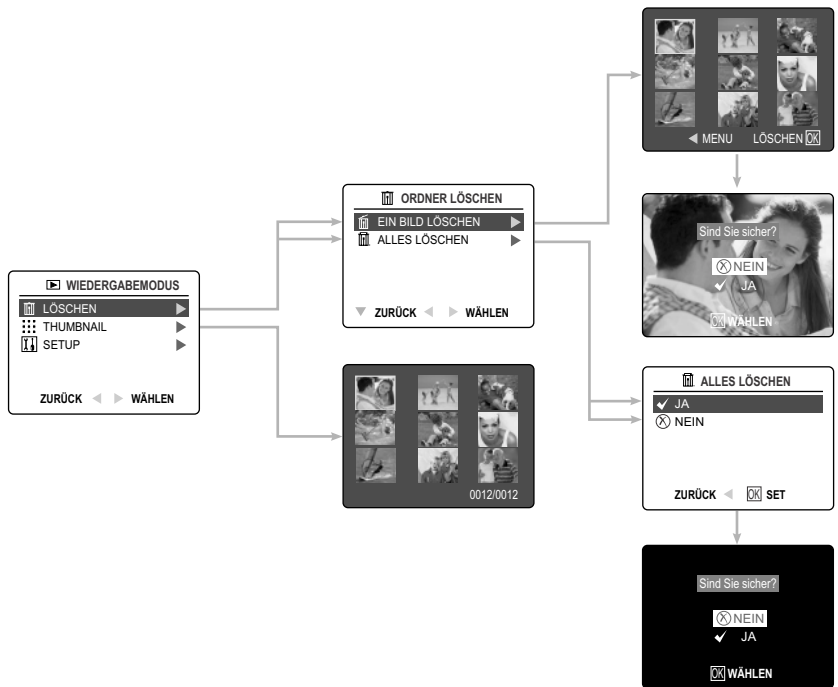 WIEDERGABEMODUS
LÖSCHEN
THUMBNAIL
SETUP
ZURÜCK WÄHLEN
ORDNER LÖSCHEN
EIN BILD LÖSCHEN
ALLES LÖSCHEN
ZURÜCK WÄHLEN
0012/0012
MENU LÖSCHEN OK
Sind Sie sicher?
NEIN
JA
OK WÄHLEN
ALLES LÖSCHEN
JA
NEIN
ZURÜCK OK SET
Sind Sie sicher?
NEIN
JA
OK WÄHLEN